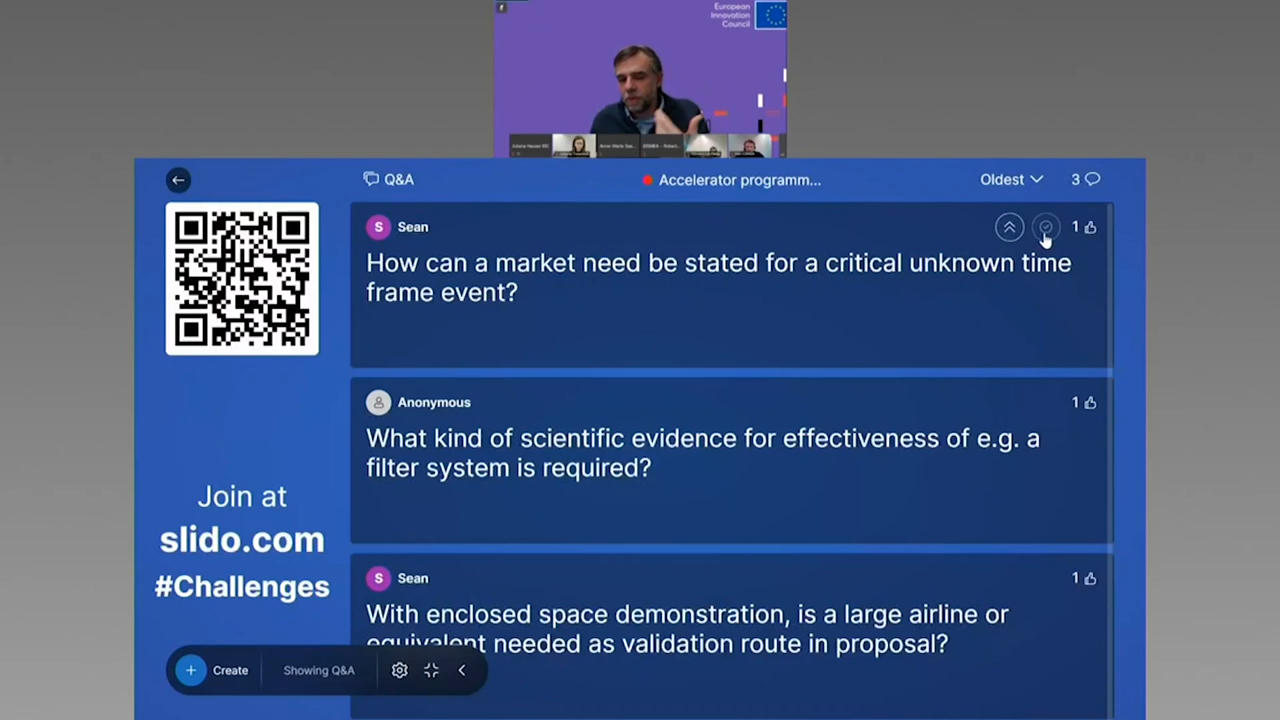 European
Innovation
Council
Q&A
Accelerator programm...
Oldest
3
S
Sean
1
How can a market need be stated for a critical unknown time
frame event?
Anonymous
1
What kind of scientific evidence for effectiveness of e.g. a
filter system is required?
S
Sean
1
With enclosed space demonstration, is a large airline or
equivalent needed as validation route in proposal?
Join at
slido.com
#Challenges
+
Create
Showing Q&A